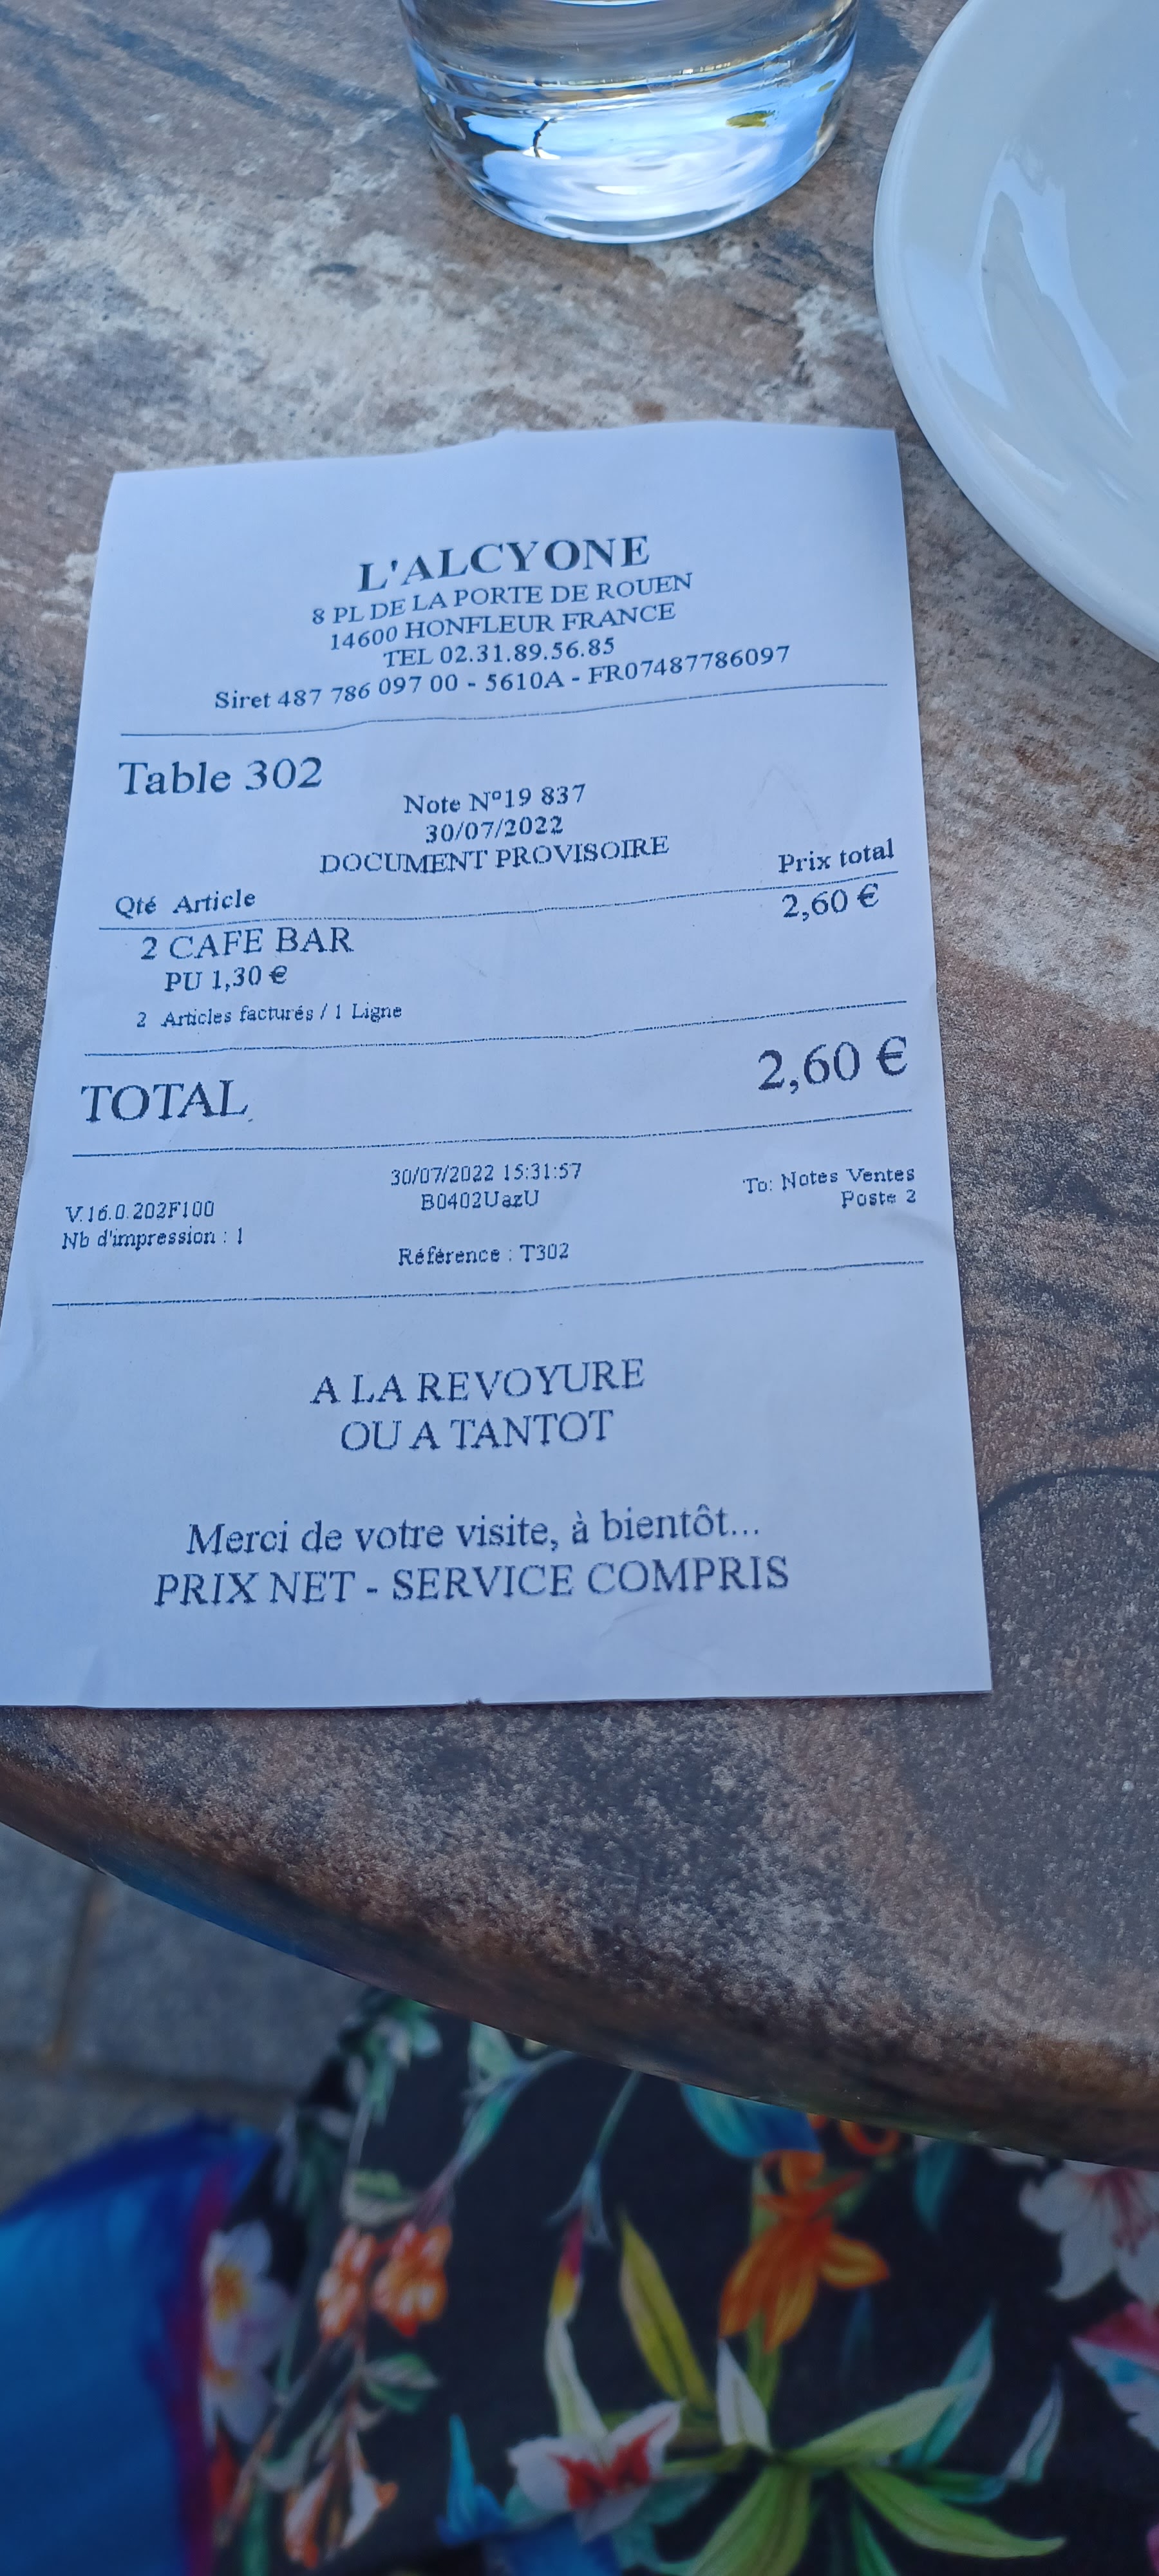 L'ALCYONE
8 PL DE LA PORTE DE ROUEN
14600 HONFLEUR FRANCE
TEL 02.31.89.56.85
Siret 487 786 097 00 - 5610A - FR07487786097
Table 302
Note N°19 837
30/07/2022
DOCUMENT PROVISOIRE
Qté Article Prix total
2 CAFE BAR 2,60 €
PU 1,30 €
2 Articles facturés / 1 Ligne
TOTAL 2,60 €
30/07/2022 15:31:57
V.16.0.202F100 B0402UazU To: Notes Ventes
Nb d'impression : 1 Poste 2
Référence : T302
A LA REVOYURE
OU A TANTOT
Merci de votre visite, à bientôt...
PRIX NET - SERVICE COMPRIS